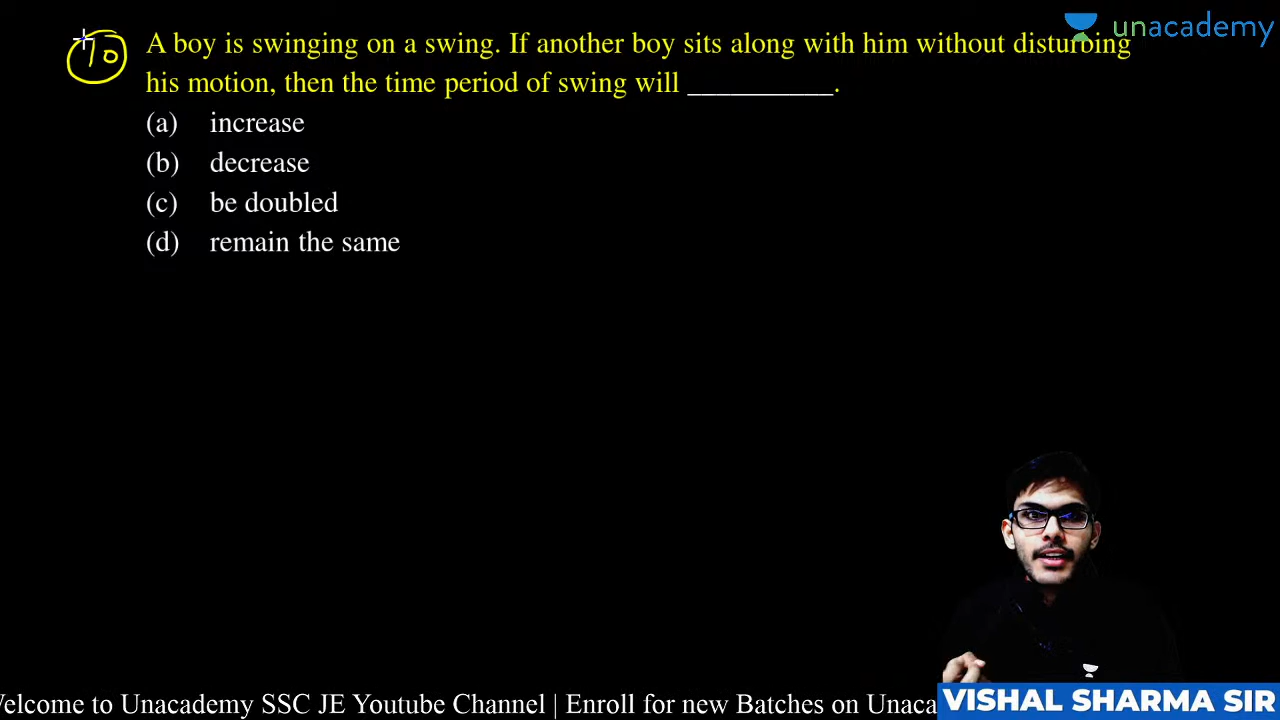 unacademy
10
A boy is swinging on a swing. If another boy sits along with him without disturbing
his motion, then the time period of swing will __________.
(a) increase
(b) decrease
(c) be doubled
(d) remain the same
elcome to Unacademy SSC JE Youtube Channel | Enroll for new Batches on Unaca
VISHAL SHARMA SIR